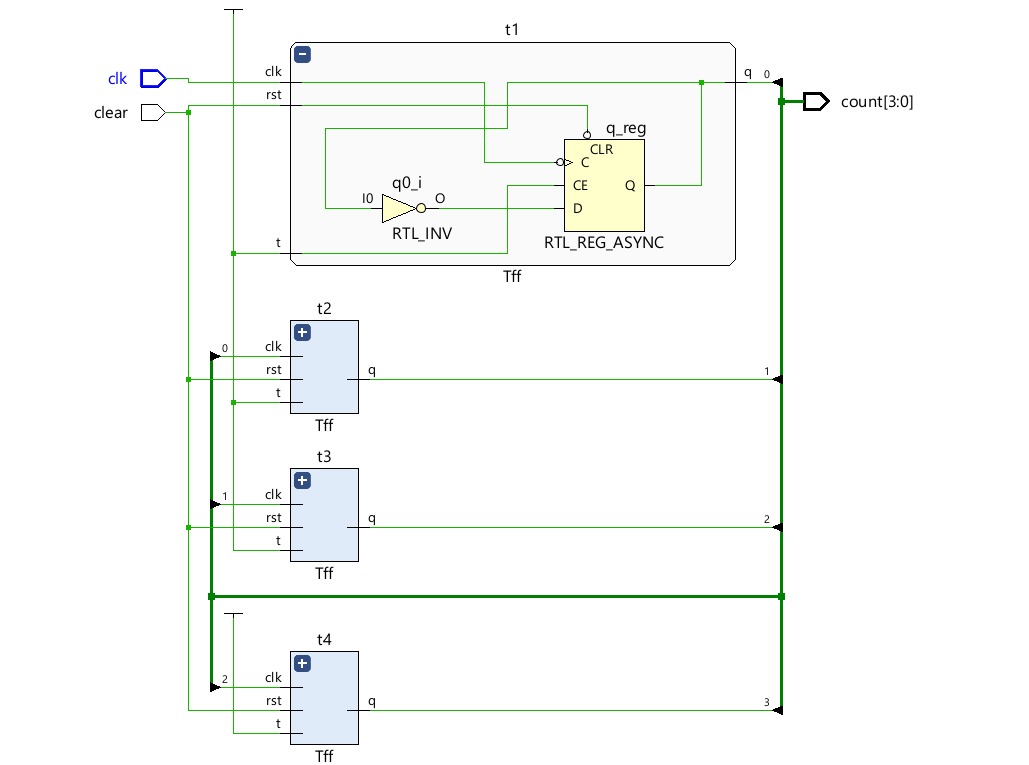 t1
clk
clk
q
0
rst
clear
count[3:0]
q_reg
CLR
C
q0_i
CE
Q
I0
O
D
RTL_INV
RTL_REG_ASYNC
t
Tff
t2
0
clk
rst
q
1
t
Tff
t3
1
clk
rst
q
2
t
Tff
t4
2
clk
rst
q
3
t
Tff